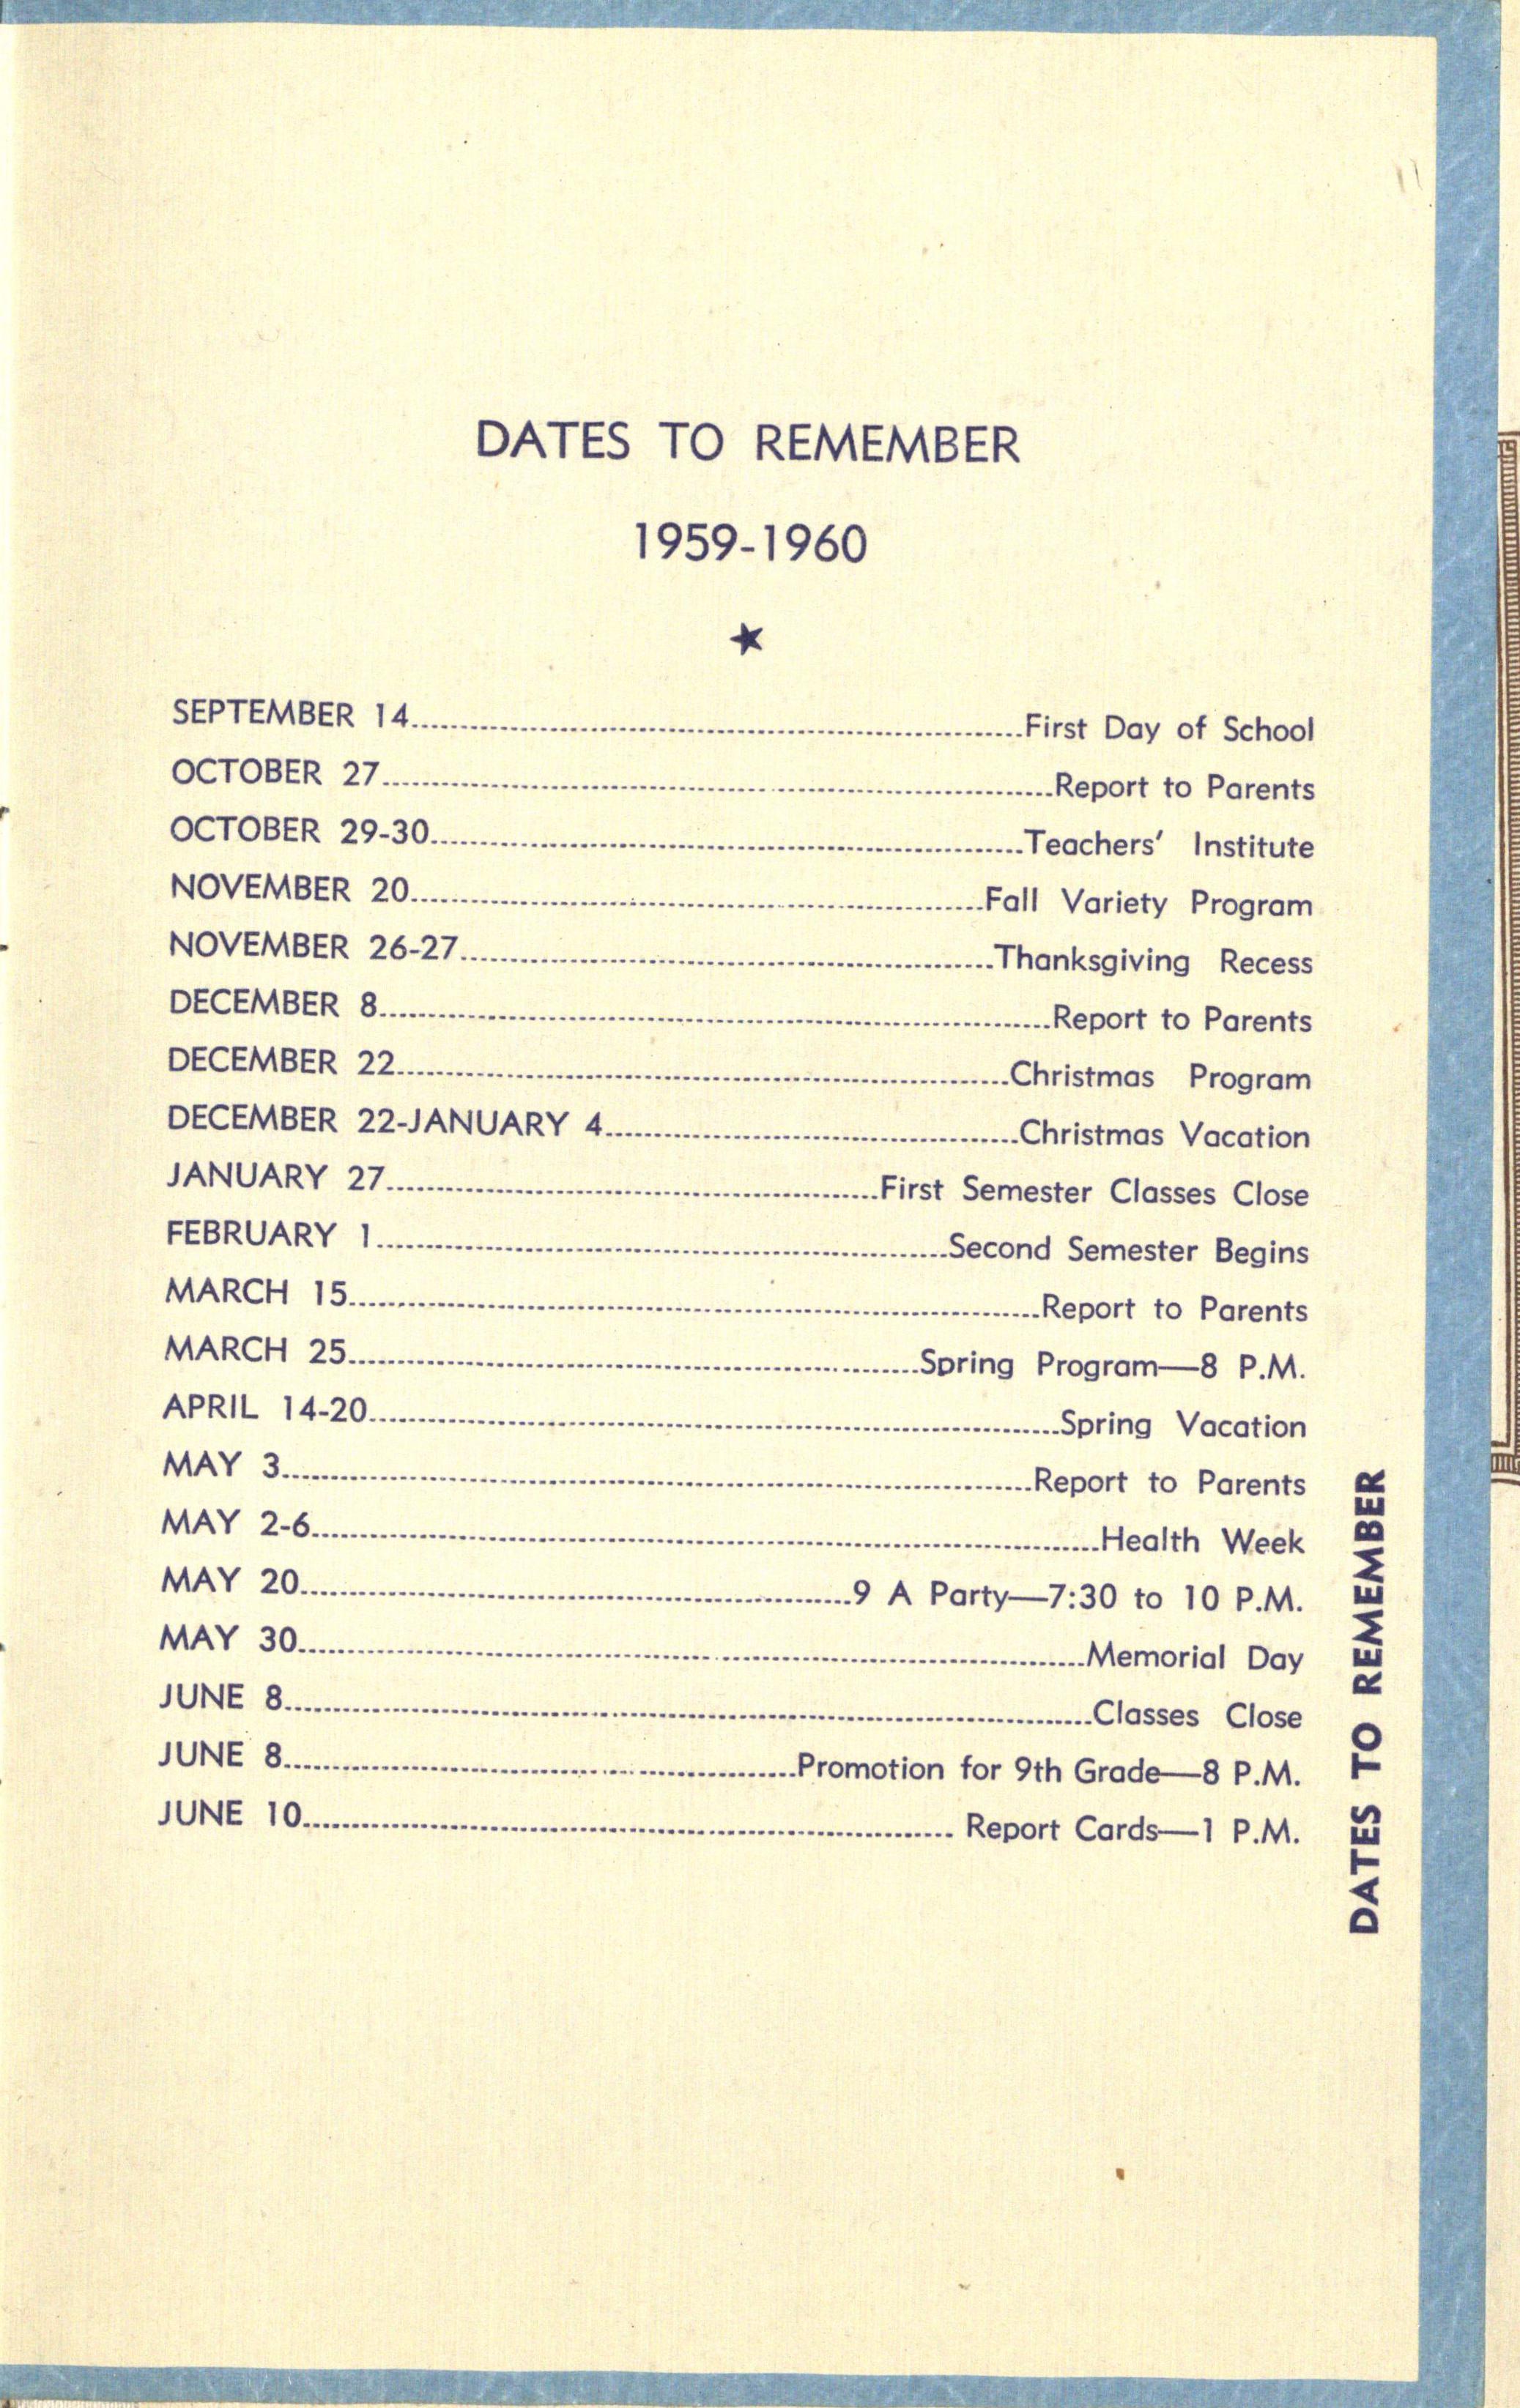 DATES TO REMEMBER
1959-1960
★
SEPTEMBER 14................First Day of School
OCTOBER 27................Report to Parents
OCTOBER 29-30................Teachers' Institute
NOVEMBER 20................Fall Variety Program
NOVEMBER 26-27................Thanksgiving Recess
DECEMBER 8................Report to Parents
DECEMBER 22................Christmas Program
DECEMBER 22-JANUARY 4................Christmas Vacation
JANUARY 27................First Semester Classes Close
FEBRUARY 1................Second Semester Begins
MARCH 15................Report to Parents
MARCH 25................Spring Program—8 P.M.
APRIL 14-20................Spring Vacation
MAY 3................Report to Parents
MAY 2-6................Health Week
MAY 20................9 A Party—7:30 to 10 P.M.
MAY 30................Memorial Day
JUNE 8................Classes Close
JUNE 8................Promotion for 9th Grade—8 P.M.
JUNE 10................Report Cards—1 P.M.
DATES TO REMEMBER